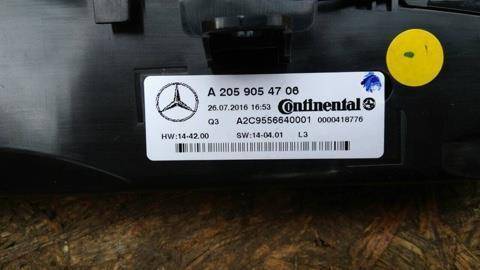 A 205 905 47 06
26.07.2016 16:53 Continental
Q3 A2C9556640001 0000418776
HW:14-42.00 SW:14-04.01 L3